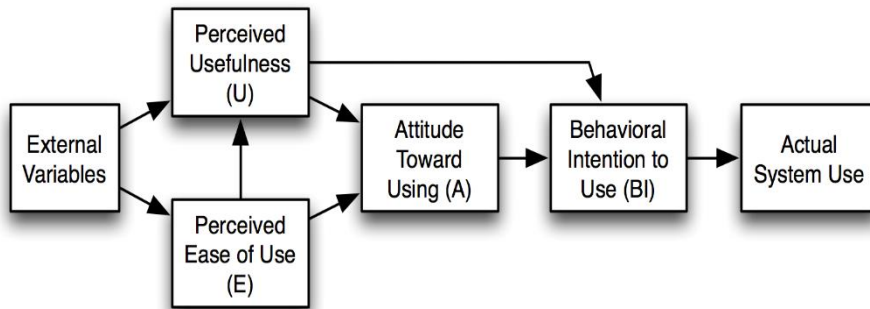 External
Variables
Perceived
Usefulness
(U)
Perceived
Ease of Use
(E)
Attitude
Toward
Using (A)
Behavioral
Intention to
Use (BI)
Actual
System Use